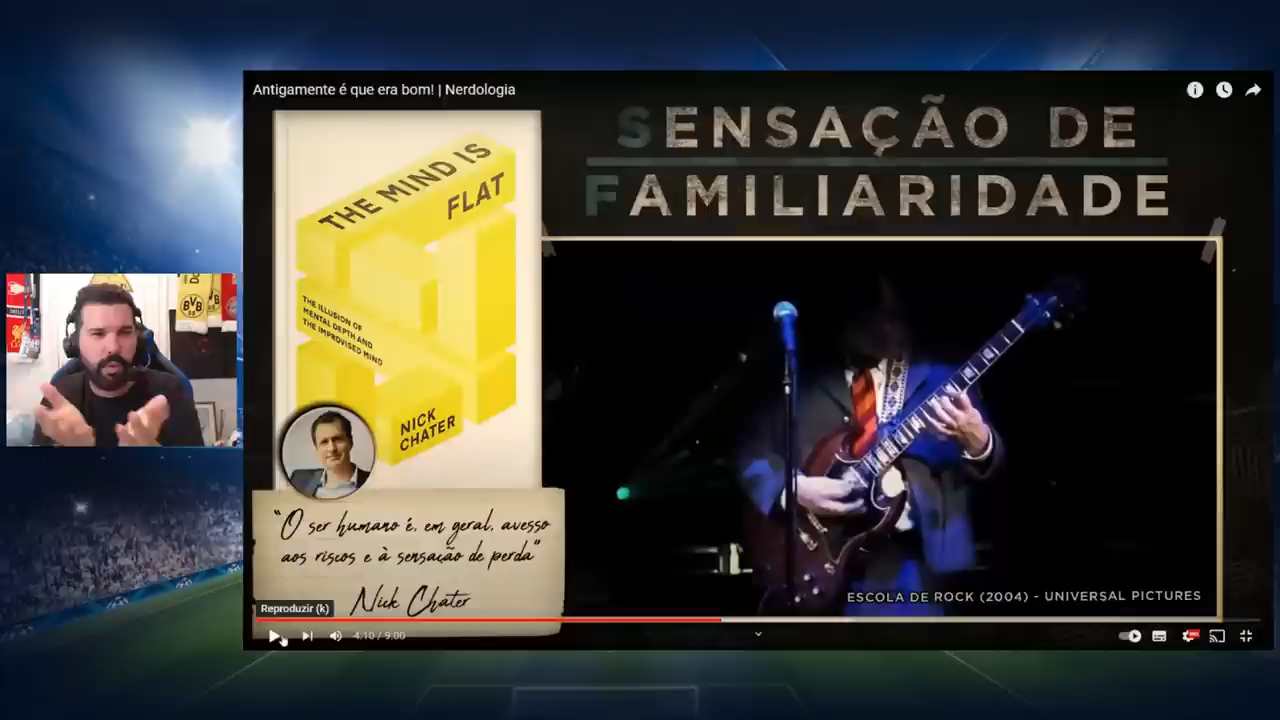 Antigamente é que era bom! | Nerdologia
SENSAÇÃO DE
FAMILIARIDADE
THE MIND IS
FLAT
THE ILLUSION OF
MENTAL DEPTH AND
THE IMPROVISED MIND
NICK
CHATER
BVB
09
"O ser humano é, em geral, avesso
aos riscos e à sensação de perda"
Nick Chater
ESCOLA DE ROCK (2004) - UNIVERSAL PICTURES
Reproduzir (k)
4:10 / 9:00